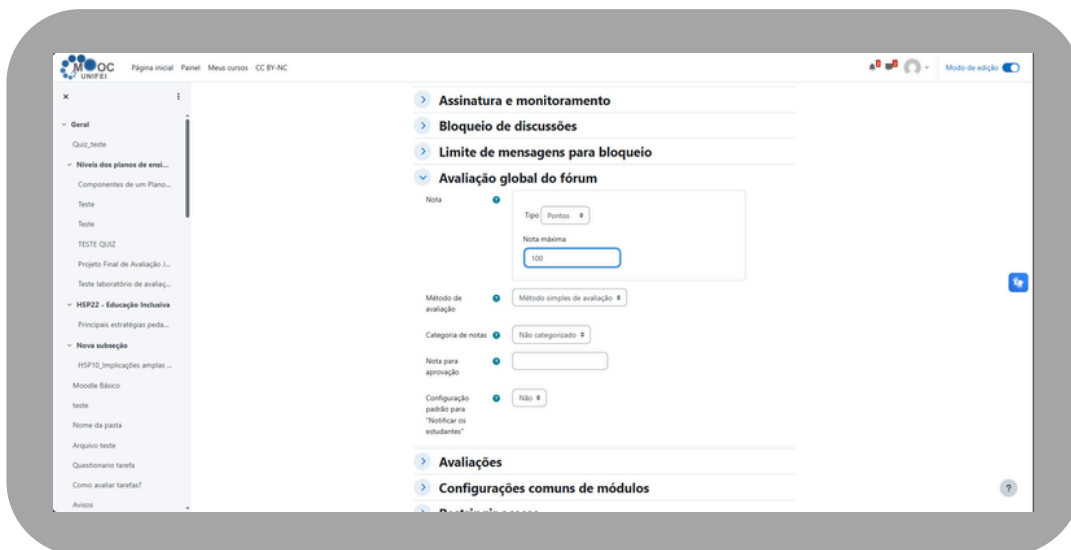 MOOC
UNIFEI
Página inicial Painel Meus cursos CC BY-NC
Modo de edição
Geral
Quiz_teste
Níveis dos planos de ensi...
Componentes de um Plano...
Teste
Teste
TESTE QUIZ
Projeto Final de Avaliação J...
Teste laboratório de avaliaç...
HSP22 - Educação Inclusiva
Principais estratégias peda...
Nova subseção
HSP10_Implicações amplas ...
Moodle Básico
teste
Nome da pasta
Arquivo teste
Questionario tarefa
Como avaliar tarefas?
Avisos
Assinatura e monitoramento
Bloqueio de discussões
Limite de mensagens para bloqueio
Avaliação global do fórum
Nota
Tipo Pontos
Nota máxima
100
Método de
avaliação
Método simples de avaliação
Categoria de notas
Não categorizado
Nota para
aprovação
Configuração
padrão para
"Notificar os
estudantes"
Não
Avaliações
Configurações comuns de módulos
?